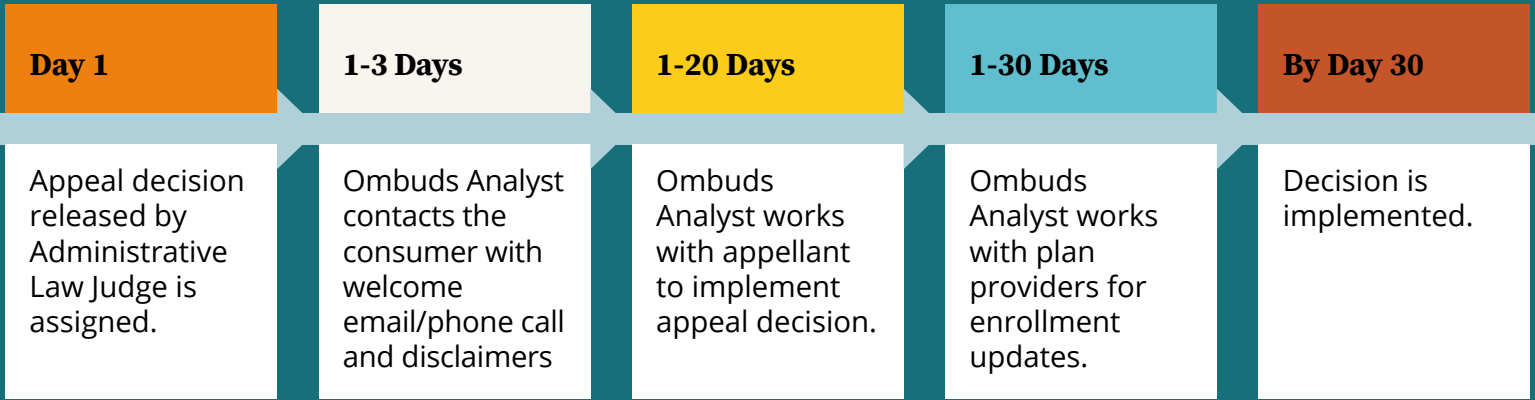 Day 1
Appeal decision
released by
Administrative
Law Judge is
assigned.
1-3 Days
Ombuds Analyst
contacts the
consumer with
welcome
email/phone call
and disclaimers
1-20 Days
Ombuds
Analyst works
with appellant
to implement
appeal decision.
1-30 Days
Ombuds
Analyst works
with plan
providers for
enrollment
updates.
By Day 30
Decision is
implemented.